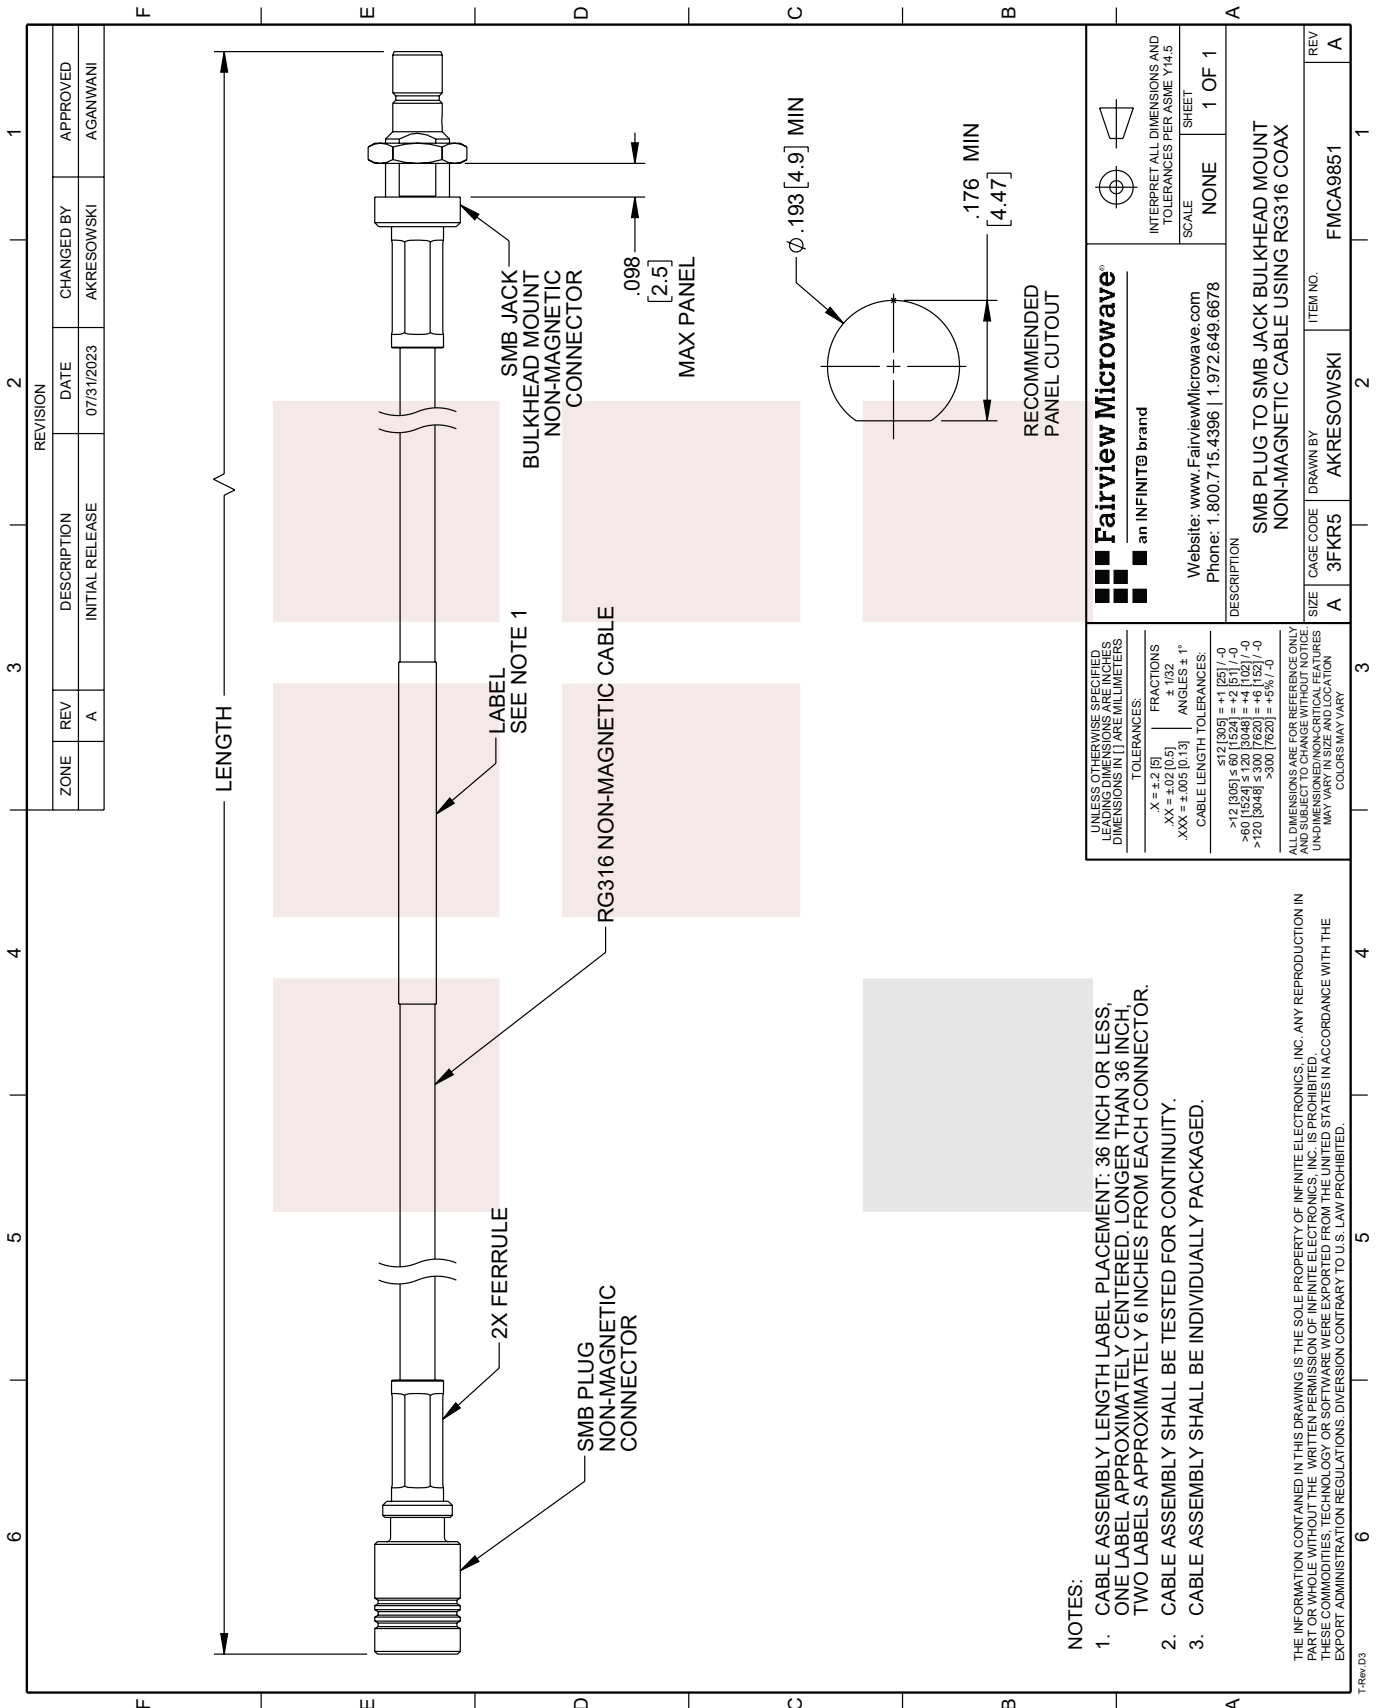 REVISION
ZONE REV DESCRIPTION DATE CHANGED BY APPROVED
A INITIAL RELEASE 07/31/2023 AKRESOWSKI AGANWANI
6 5 4 3 2 1
F
E
D
C
B
A
F
E
D
C
B
A
LENGTH
SMB JACK
BULKHEAD MOUNT
NON-MAGNETIC
CONNECTOR
.098
[2.5]
MAX PANEL
LABEL
SEE NOTE 1
RG316 NON-MAGNETIC CABLE
2X FERRULE
SMB PLUG
NON-MAGNETIC
CONNECTOR
Ø.193 [4.9] MIN
.176 MIN
[4.47]
RECOMMENDED
PANEL CUTOUT
NOTES:
1. CABLE ASSEMBLY LENGTH LABEL PLACEMENT: 36 INCH OR LESS,
ONE LABEL APPROXIMATELY CENTERED. LONGER THAN 36 INCH,
TWO LABELS APPROXIMATELY 6 INCHES FROM EACH CONNECTOR.
2. CABLE ASSEMBLY SHALL BE TESTED FOR CONTINUITY.
3. CABLE ASSEMBLY SHALL BE INDIVIDUALLY PACKAGED.
UNLESS OTHERWISE SPECIFIED
LEADING DIMENSIONS ARE INCHES
DIMENSIONS IN [ ] ARE MILLIMETERS
TOLERANCES:
.X = ±.2 [5] FRACTIONS
.XX = ±.02 [0.5] ± 1/32
.XXX = ±.005 [0.13] ANGLES ± 1°
CABLE LENGTH TOLERANCES:
≤12 [305] = +1 [25] / -0
>12 [305] ≤ 60 [1524] = +2 [51] / -0
>60 [1524] ≤ 120 [3048] = +4 [102] / -0
>120 [3048] ≤ 300 [7620] = +6 [152] / -0
>300 [7620] = +5% / -0
ALL DIMENSIONS ARE FOR REFERENCE ONLY
AND SUBJECT TO CHANGE WITHOUT NOTICE.
UN-DIMENSIONED/NON-CRITICAL FEATURES
MAY VARY IN SIZE AND LOCATION
COLORS MAY VARY
Fairview Microwave®
an INFINIT@ brand
Website: www.FairviewMicrowave.com
Phone: 1.800.715.4396 | 1.972.649.6678
INTERPRET ALL DIMENSIONS AND
TOLERANCES PER ASME Y14.5
SCALE SHEET
NONE 1 OF 1
DESCRIPTION
SMB PLUG TO SMB JACK BULKHEAD MOUNT
NON-MAGNETIC CABLE USING RG316 COAX
SIZE CAGE CODE DRAWN BY ITEM NO. REV
A 3FKR5 AKRESOWSKI FMCA9851 A
THE INFORMATION CONTAINED IN THIS DRAWING IS THE SOLE PROPERTY OF INFINITE ELECTRONICS, INC. ANY REPRODUCTION IN
PART OR WHOLE WITHOUT THE WRITTEN PERMISSION OF INFINITE ELECTRONICS, INC. IS PROHIBITED.
THESE COMMODITIES, TECHNOLOGY OR SOFTWARE WERE EXPORTED FROM THE UNITED STATES IN ACCORDANCE WITH THE
EXPORT ADMINISTRATION REGULATIONS. DIVERSION CONTRARY TO U.S. LAW PROHIBITED.
6 5 4 3 2 1
T-Rev.D3